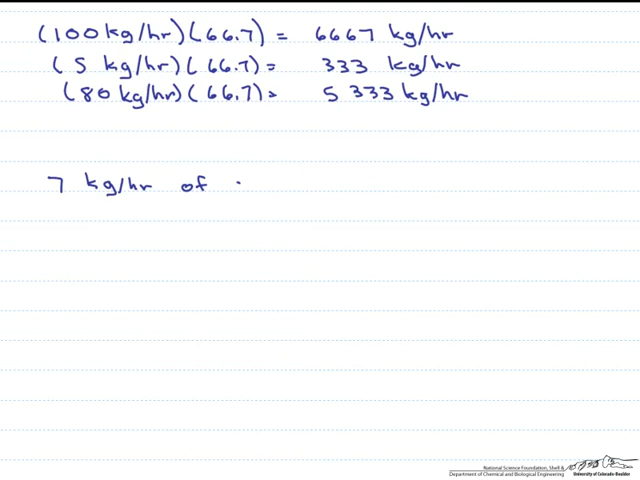 (100 kg/hr)(66.7) = 6667 kg/hr
(5 kg/hr)(66.7) = 333 kg/hr
(80 kg/hr)(66.7) = 5 333 kg/hr
7 kg/hr of
National Science Foundation, Shell &
Department of Chemical and Biological Engineering
University of Colorado Boulder